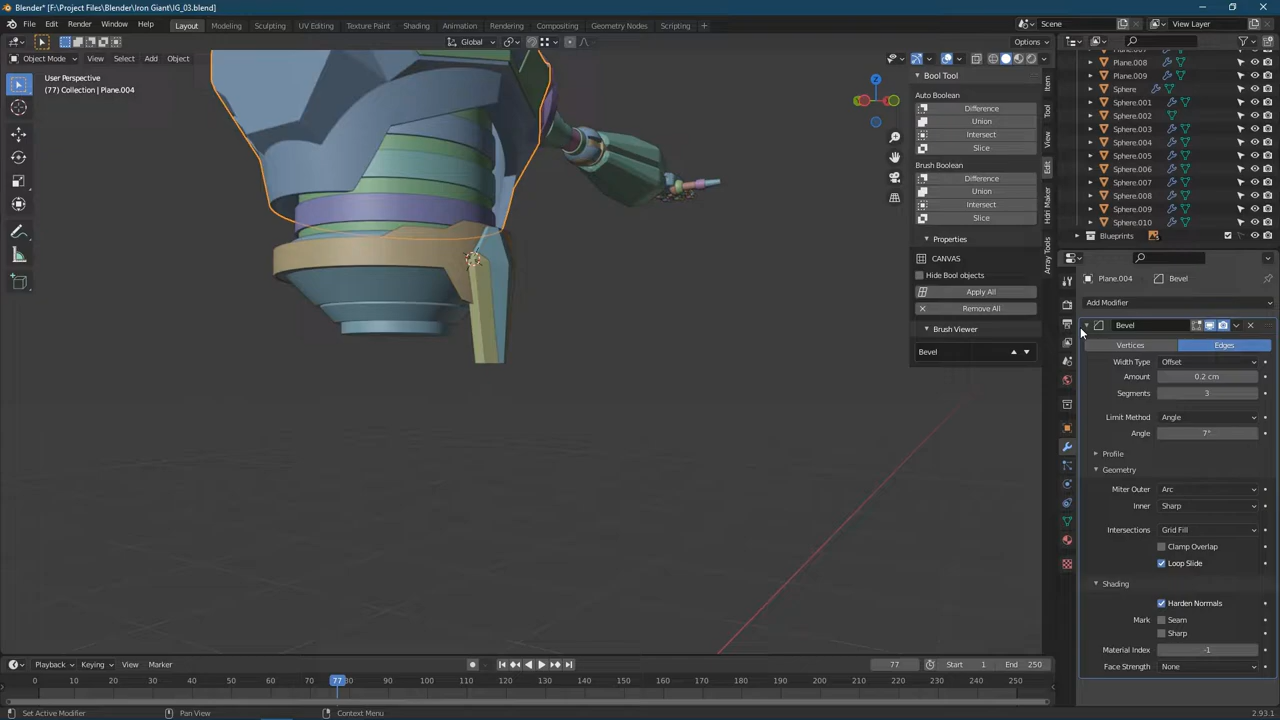 Blender* [F:\Project Files\Blender\Iron Giant\IG_03.blend]
File Edit Render Window Help Layout Modeling Sculpting UV Editing Texture Paint Shading Animation Rendering Compositing Geometry Nodes Scripting + Scene View Layer
Global Options
Object Mode View Select Add Object
User Perspective
(77) Collection | Plane.004
Z
Bool Tool
Auto Boolean
Difference
Union
Intersect
Slice
Brush Boolean
Difference
Union
Intersect
Slice
Properties
CANVAS
Hide Bool objects
Apply All
Remove All
Brush Viewer
Bevel
Item
Tool
View
Edit
Hdri Maker
Array Tools
Plane.008
Plane.009
Sphere
Sphere.001
Sphere.002
Sphere.003
Sphere.004
Sphere.005
Sphere.006
Sphere.007
Sphere.008
Sphere.009
Sphere.010
Blueprints
Plane.004 Bevel
Add Modifier
Bevel
Vertices Edges
Width Type Offset
Amount 0.2 cm
Segments 3
Limit Method Angle
Angle 7°
Profile
Geometry
Miter Outer Arc
Inner Sharp
Intersections Grid Fill
Clamp Overlap
Loop Slide
Shading
Harden Normals
Mark Seam
Sharp
Material Index -1
Face Strength None
Playback Keying View Marker 77 Start 1 End 250
0 10 20 30 40 50 60 70 77 80 90 100 110 120 130 140 150 160 170 180 190 200 210 220 230 240 250
Set Active Modifier Pan View Context Menu 2.93.1